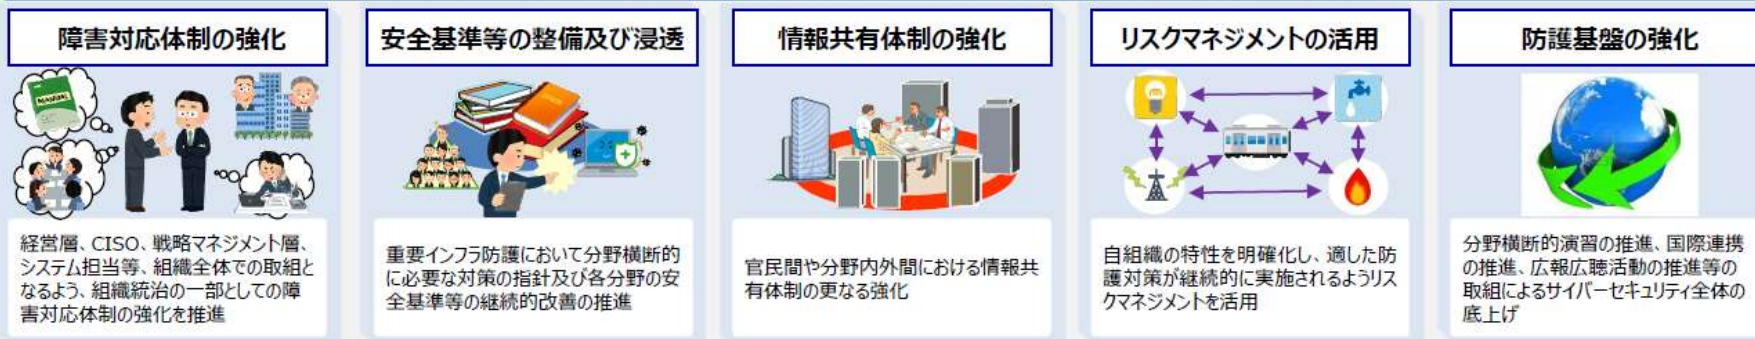 障害対応体制の強化
MANUAL
経営層、CISO、戦略マネジメント層、
システム担当等、組織全体での取組と
なるよう、組織統治の一部としての障
害対応体制の強化を推進
安全基準等の整備及び浸透
重要インフラ防護において分野横断的
に必要な対策の指針及び各分野の安
全基準等の継続的改善の推進
情報共有体制の強化
官民間や分野内外間における情報共
有体制の更なる強化
リスクマネジメントの活用
自組織の特性を明確化し、適した防
護対策が継続的に実施されるようリス
クマネジメントを活用
防護基盤の強化
分野横断的演習の推進、国際連携
の推進、広報広聴活動の推進等の
取組によるサイバーセキュリティ全体の
底上げ